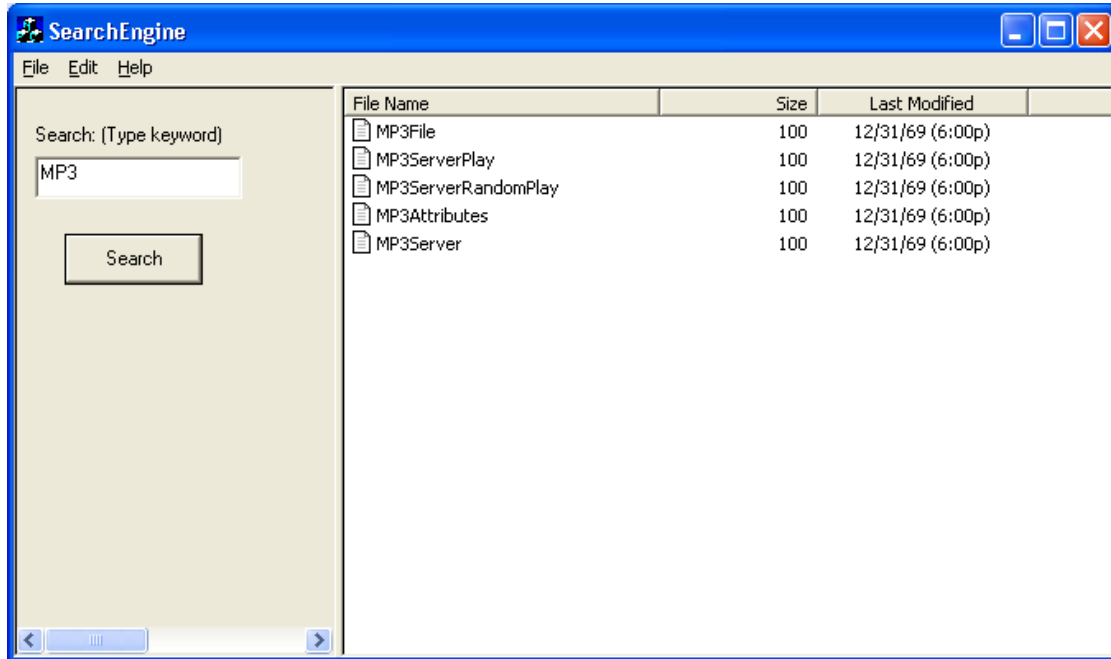 SearchEngine
File Edit Help
Search: (Type keyword)
MP3
Search
File Name Size Last Modified
MP3File 100 12/31/69 (6:00p)
MP3ServerPlay 100 12/31/69 (6:00p)
MP3ServerRandomPlay 100 12/31/69 (6:00p)
MP3Attributes 100 12/31/69 (6:00p)
MP3Server 100 12/31/69 (6:00p)